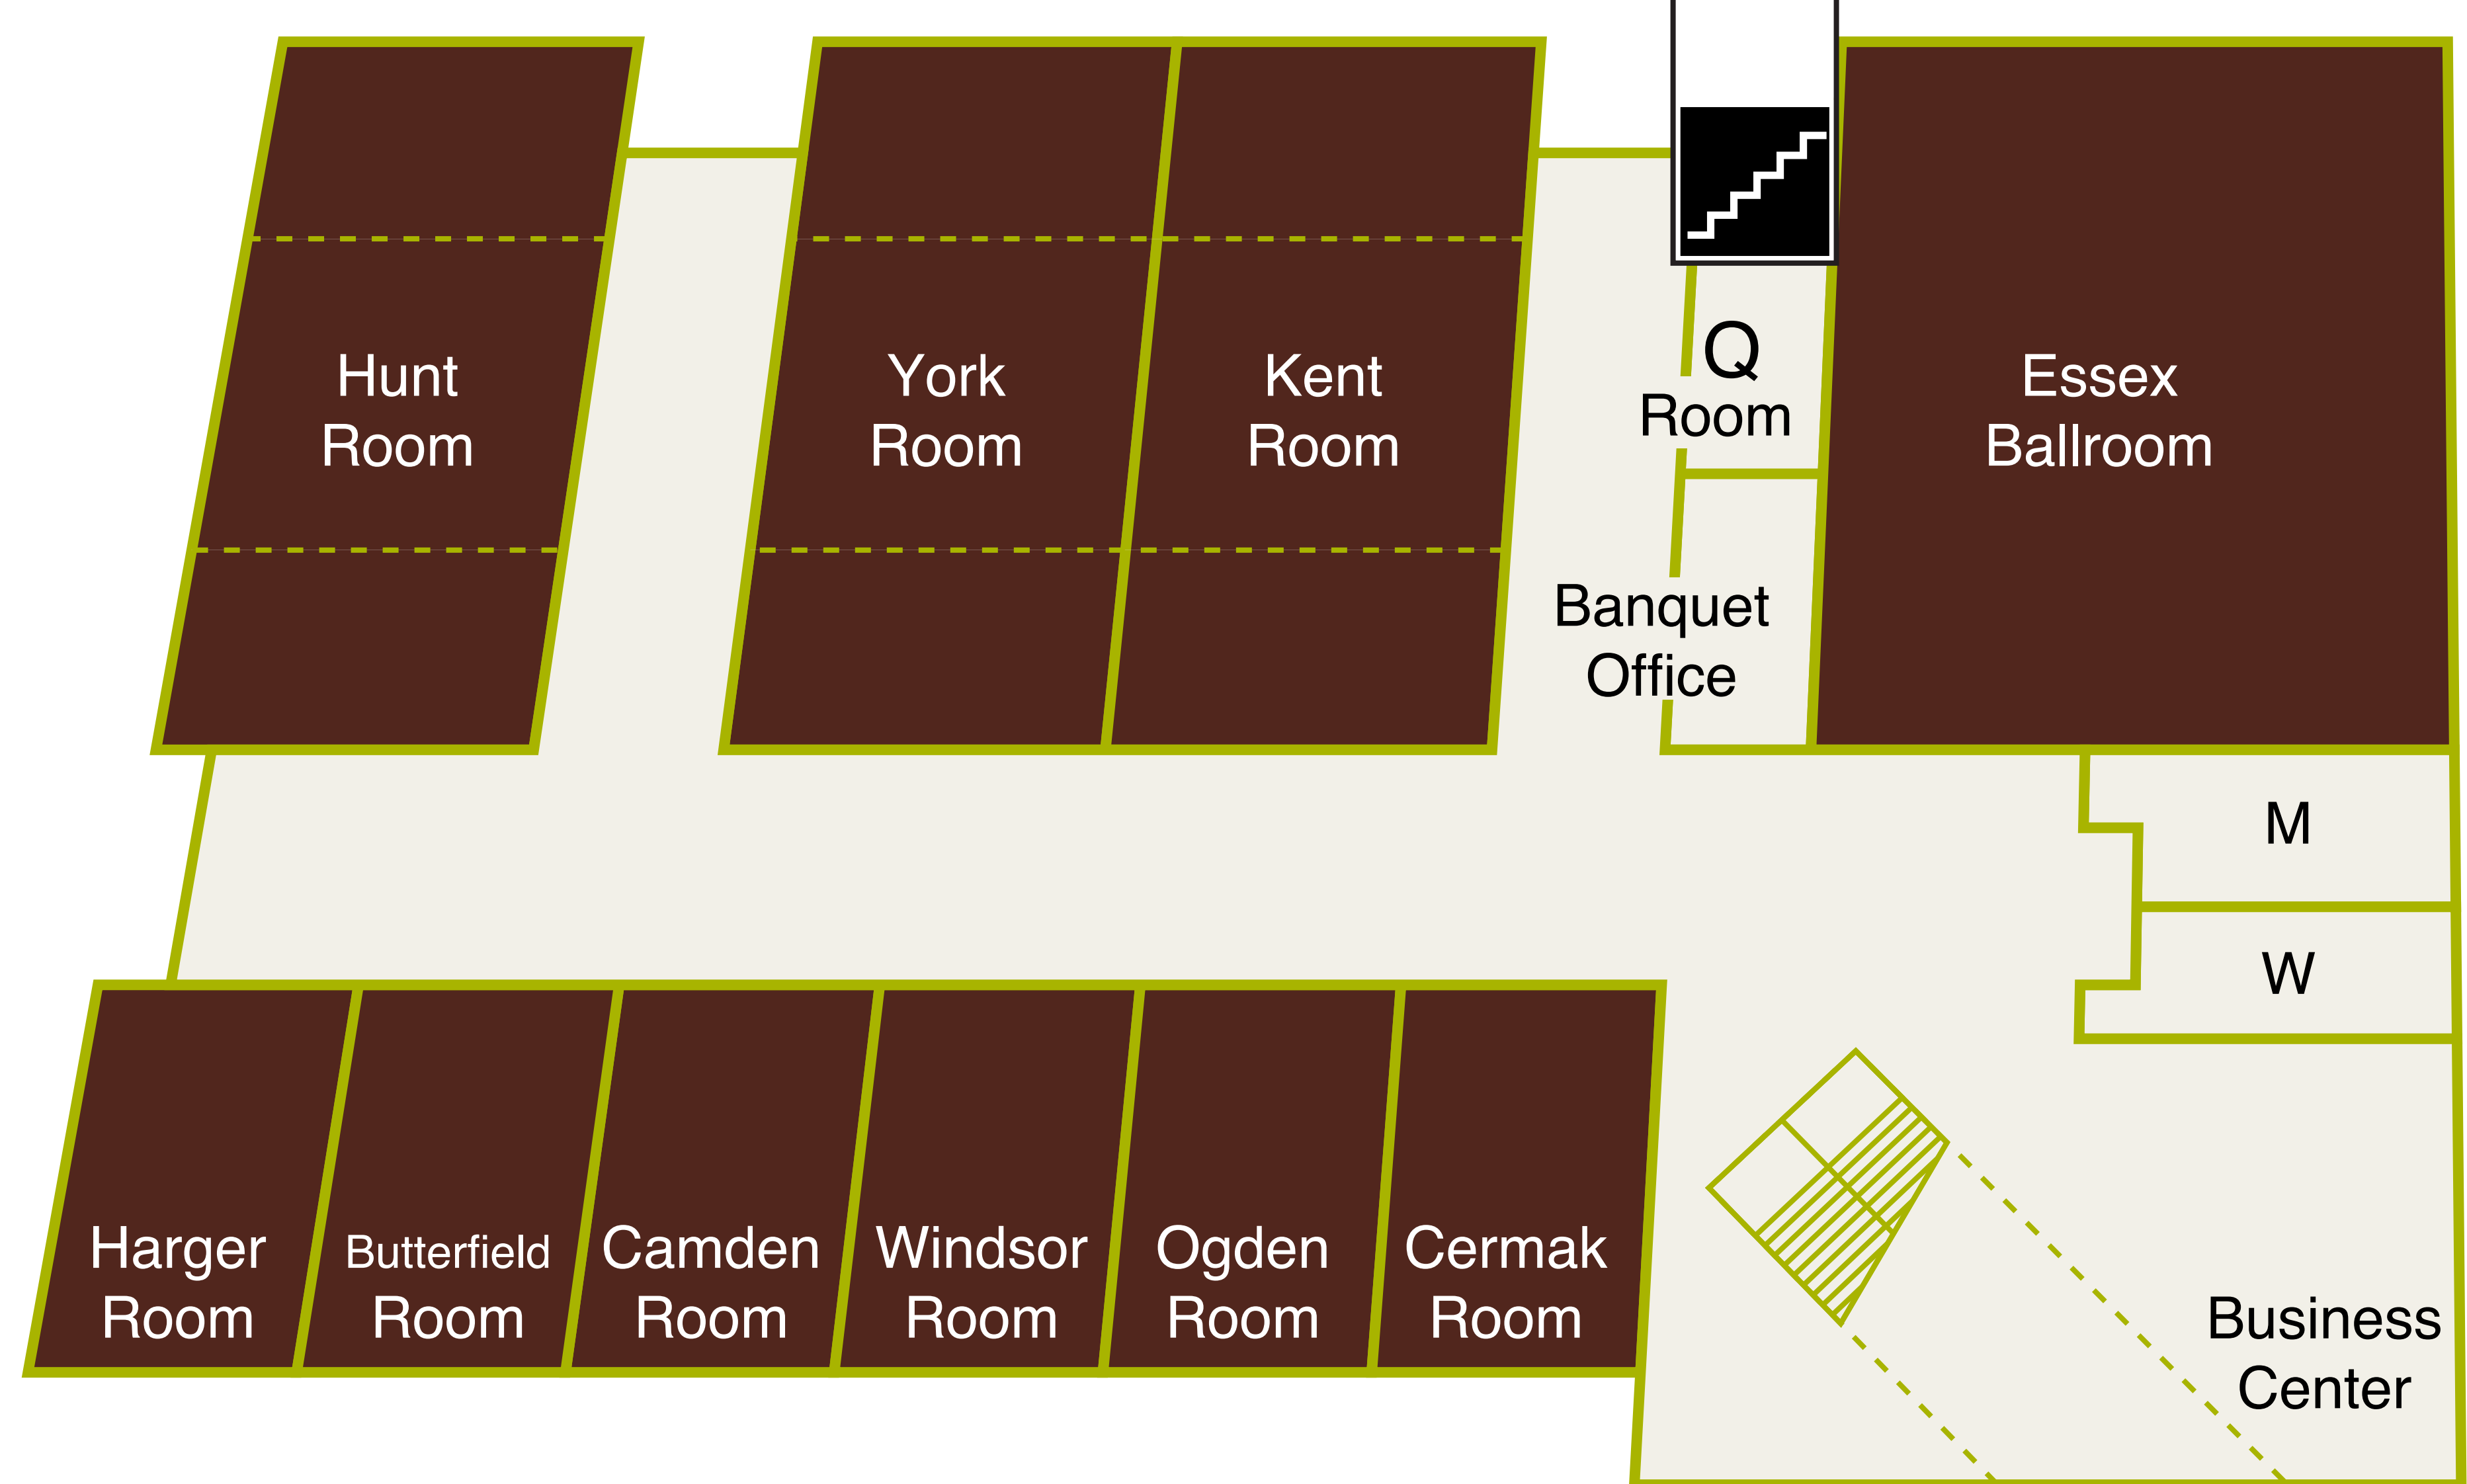 Hunt
Room
York
Room
Kent
Room
Q
Room
Essex
Ballroom
Banquet
Office
M
W
Harger
Room
Butterfield
Room
Camden
Room
Windsor
Room
Ogden
Room
Cermak
Room
Business
Center